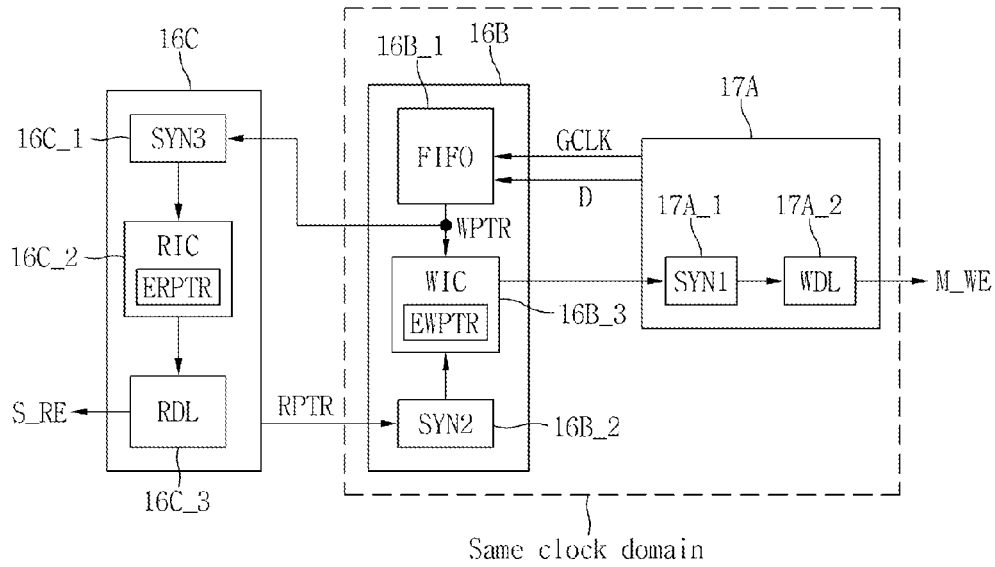 16C
16B_1
16B
17A
16C_1
SYN3
FIFO
GCLK
D
WPTR
17A_1
17A_2
16C_2
RIC
ERPTR
WIC
EWPTR
16B_3
SYN1
WDL
M_WE
S_RE
RDL
RPTR
SYN2
16B_2
16C_3
Same clock domain